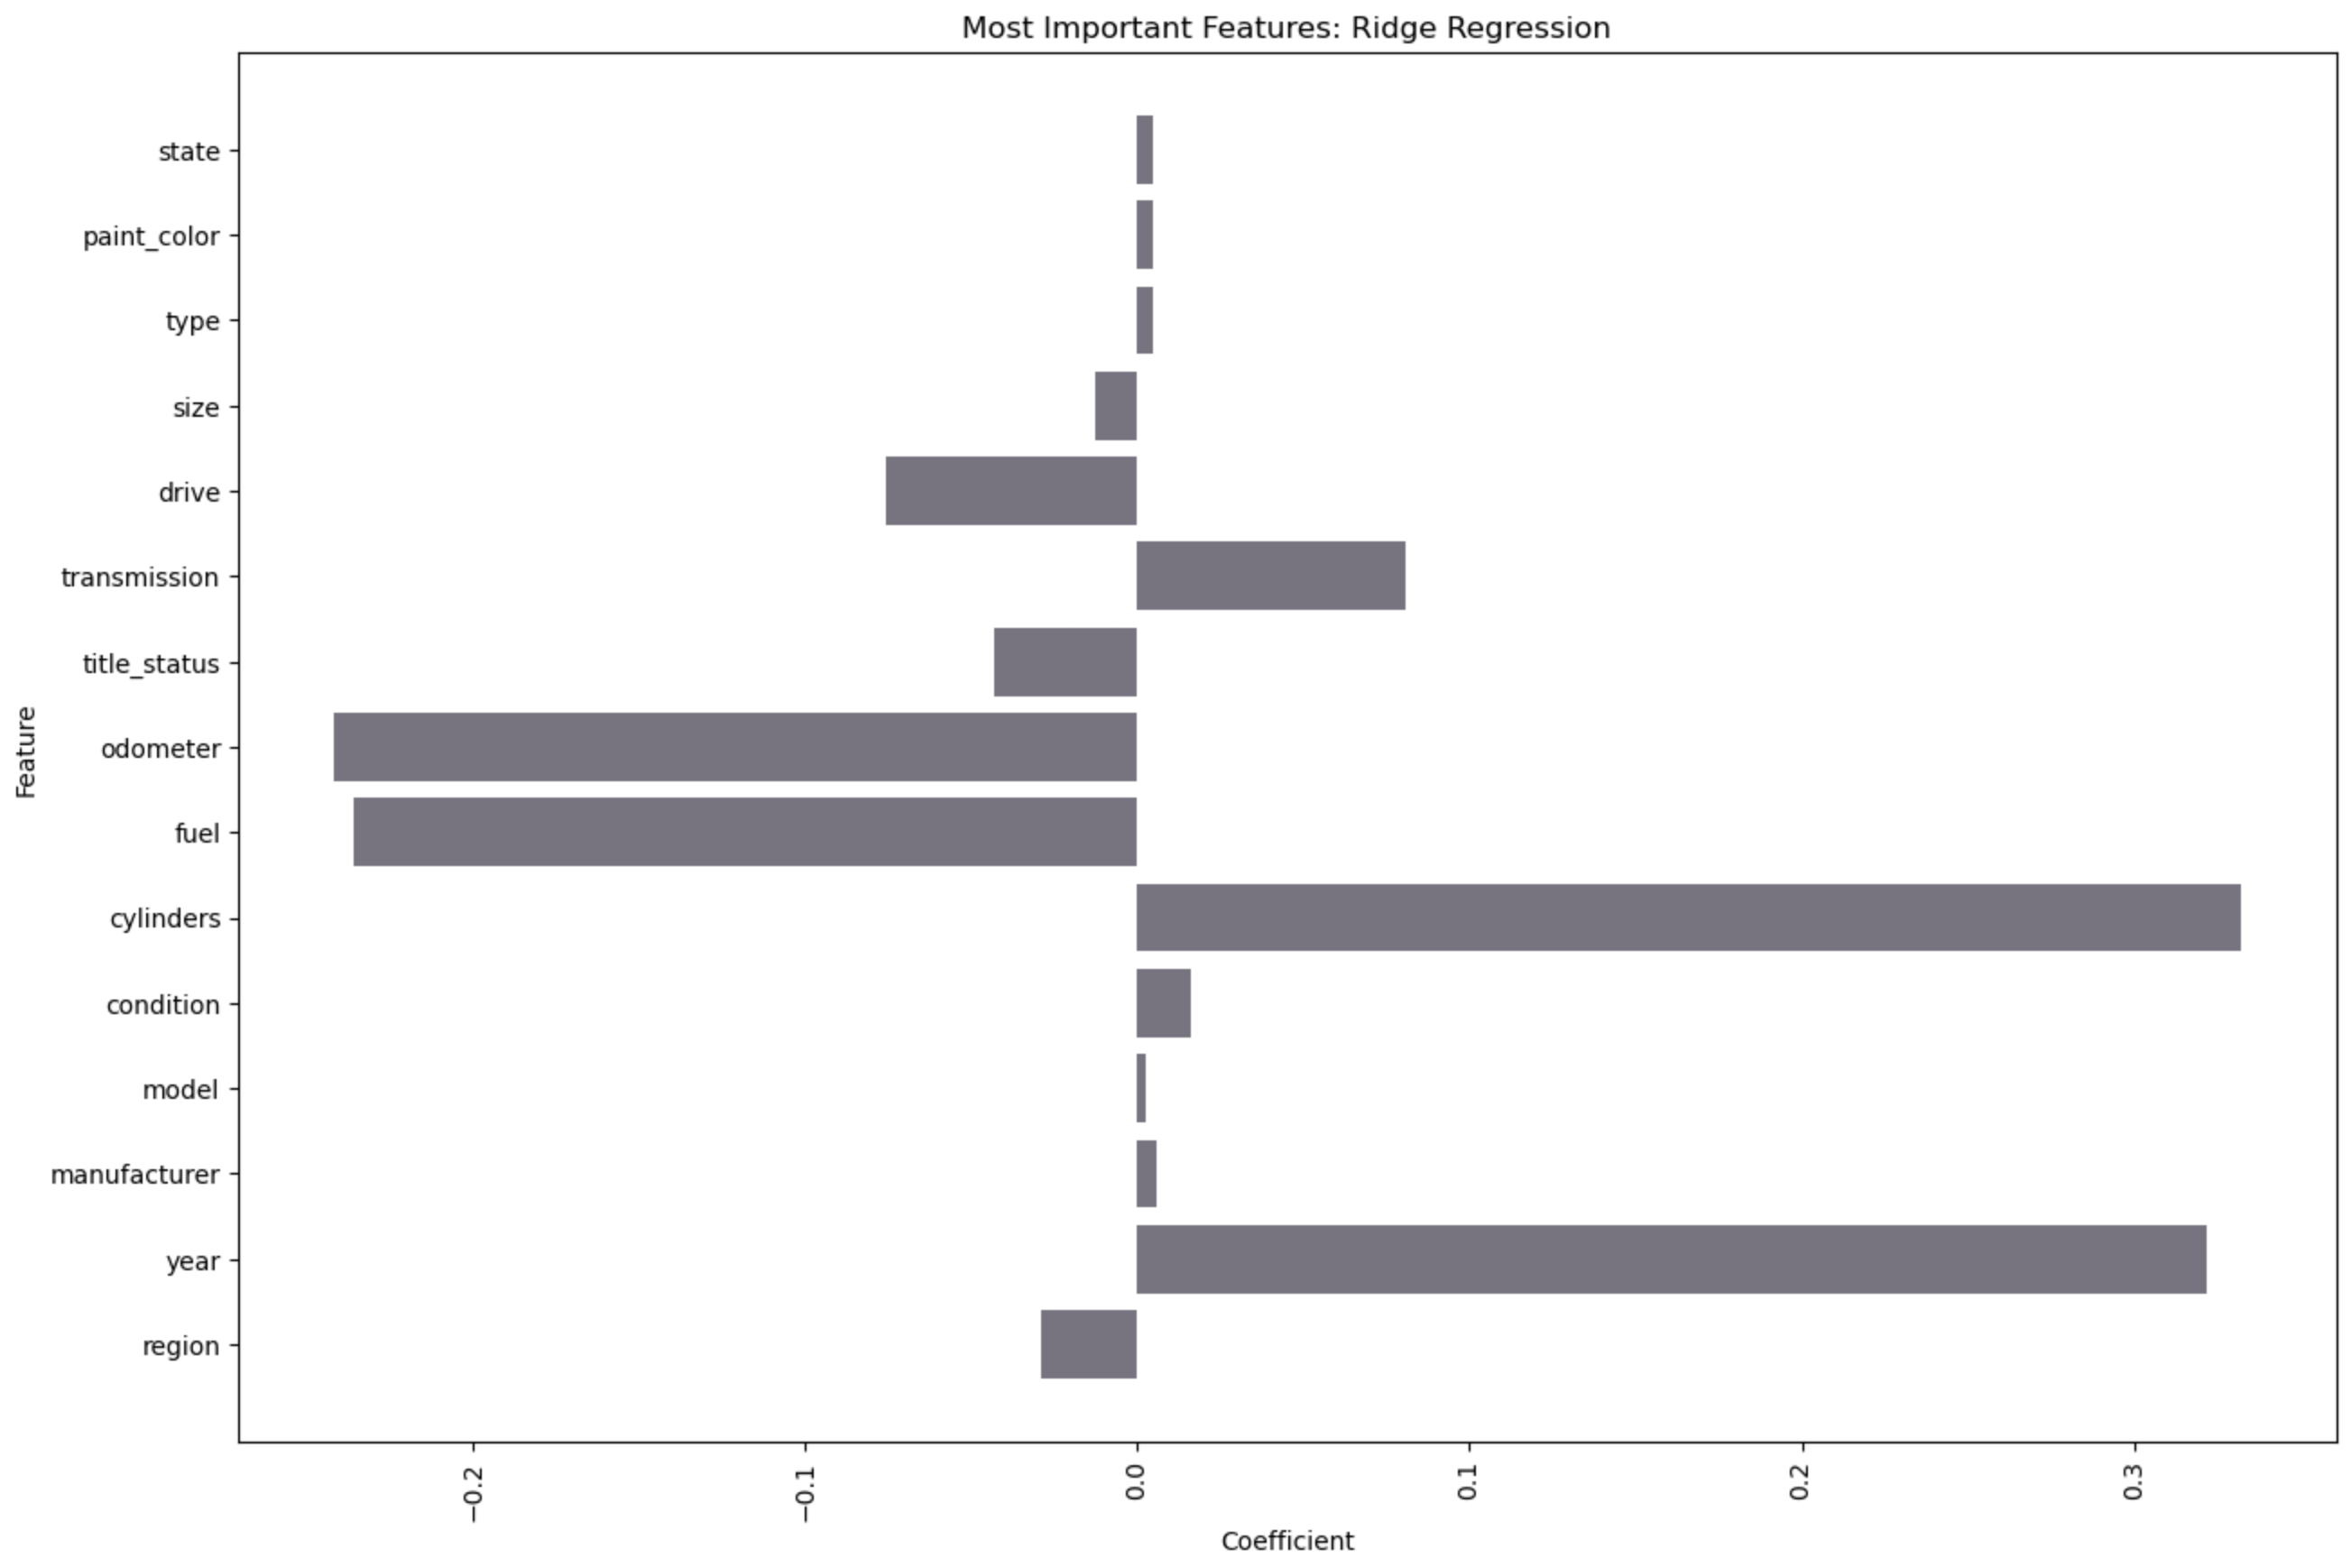 Most Important Features: Ridge Regression
state
paint_color
type
size
drive
transmission
title_status
odometer
fuel
cylinders
condition
model
manufacturer
year
region
Feature
−0.2
−0.1
0.0
0.1
0.2
0.3
Coefficient